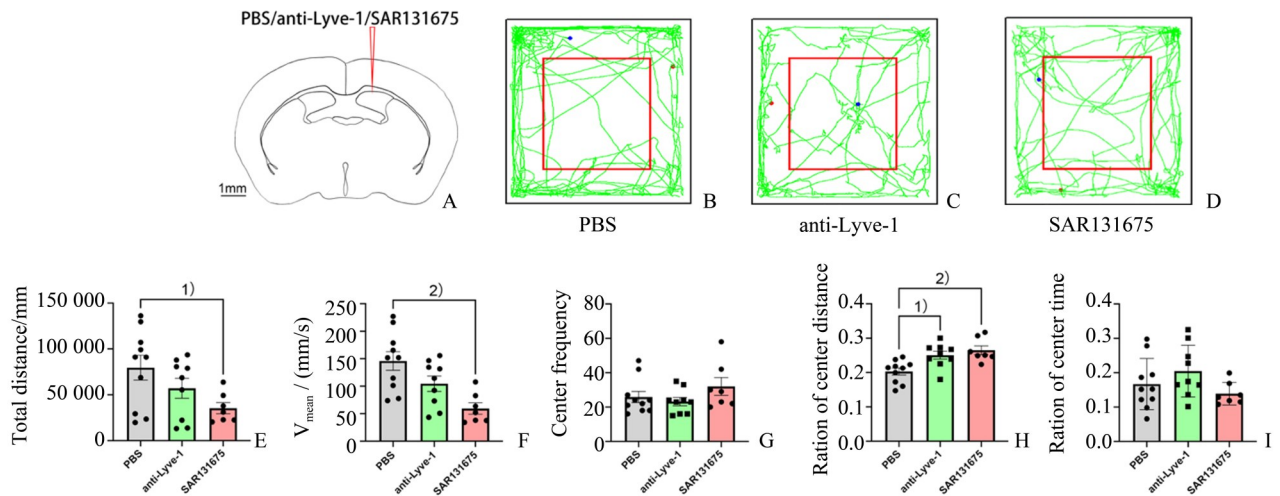 PBS/anti-Lyve-1/SAR131675
1mm
A
B
C
D
PBS
anti-Lyve-1
SAR131675
Total distance/mm
150 000
100 000
50 000
0
1)
PBS
anti-Lyve-1
SAR131675
E
Vmean / (mm/s)
250
200
150
100
50
0
2)
PBS
anti-Lyve-1
SAR131675
F
Center frequency
80
60
40
20
0
PBS
anti-Lyve-1
SAR131675
G
Ration of center distance
0.4
0.3
0.2
0.1
0.0
2)
1)
PBS
anti-Lyve-1
SAR131675
H
Ration of center time
0.4
0.3
0.2
0.1
0.0
PBS
anti-Lyve-1
SAR131675
I